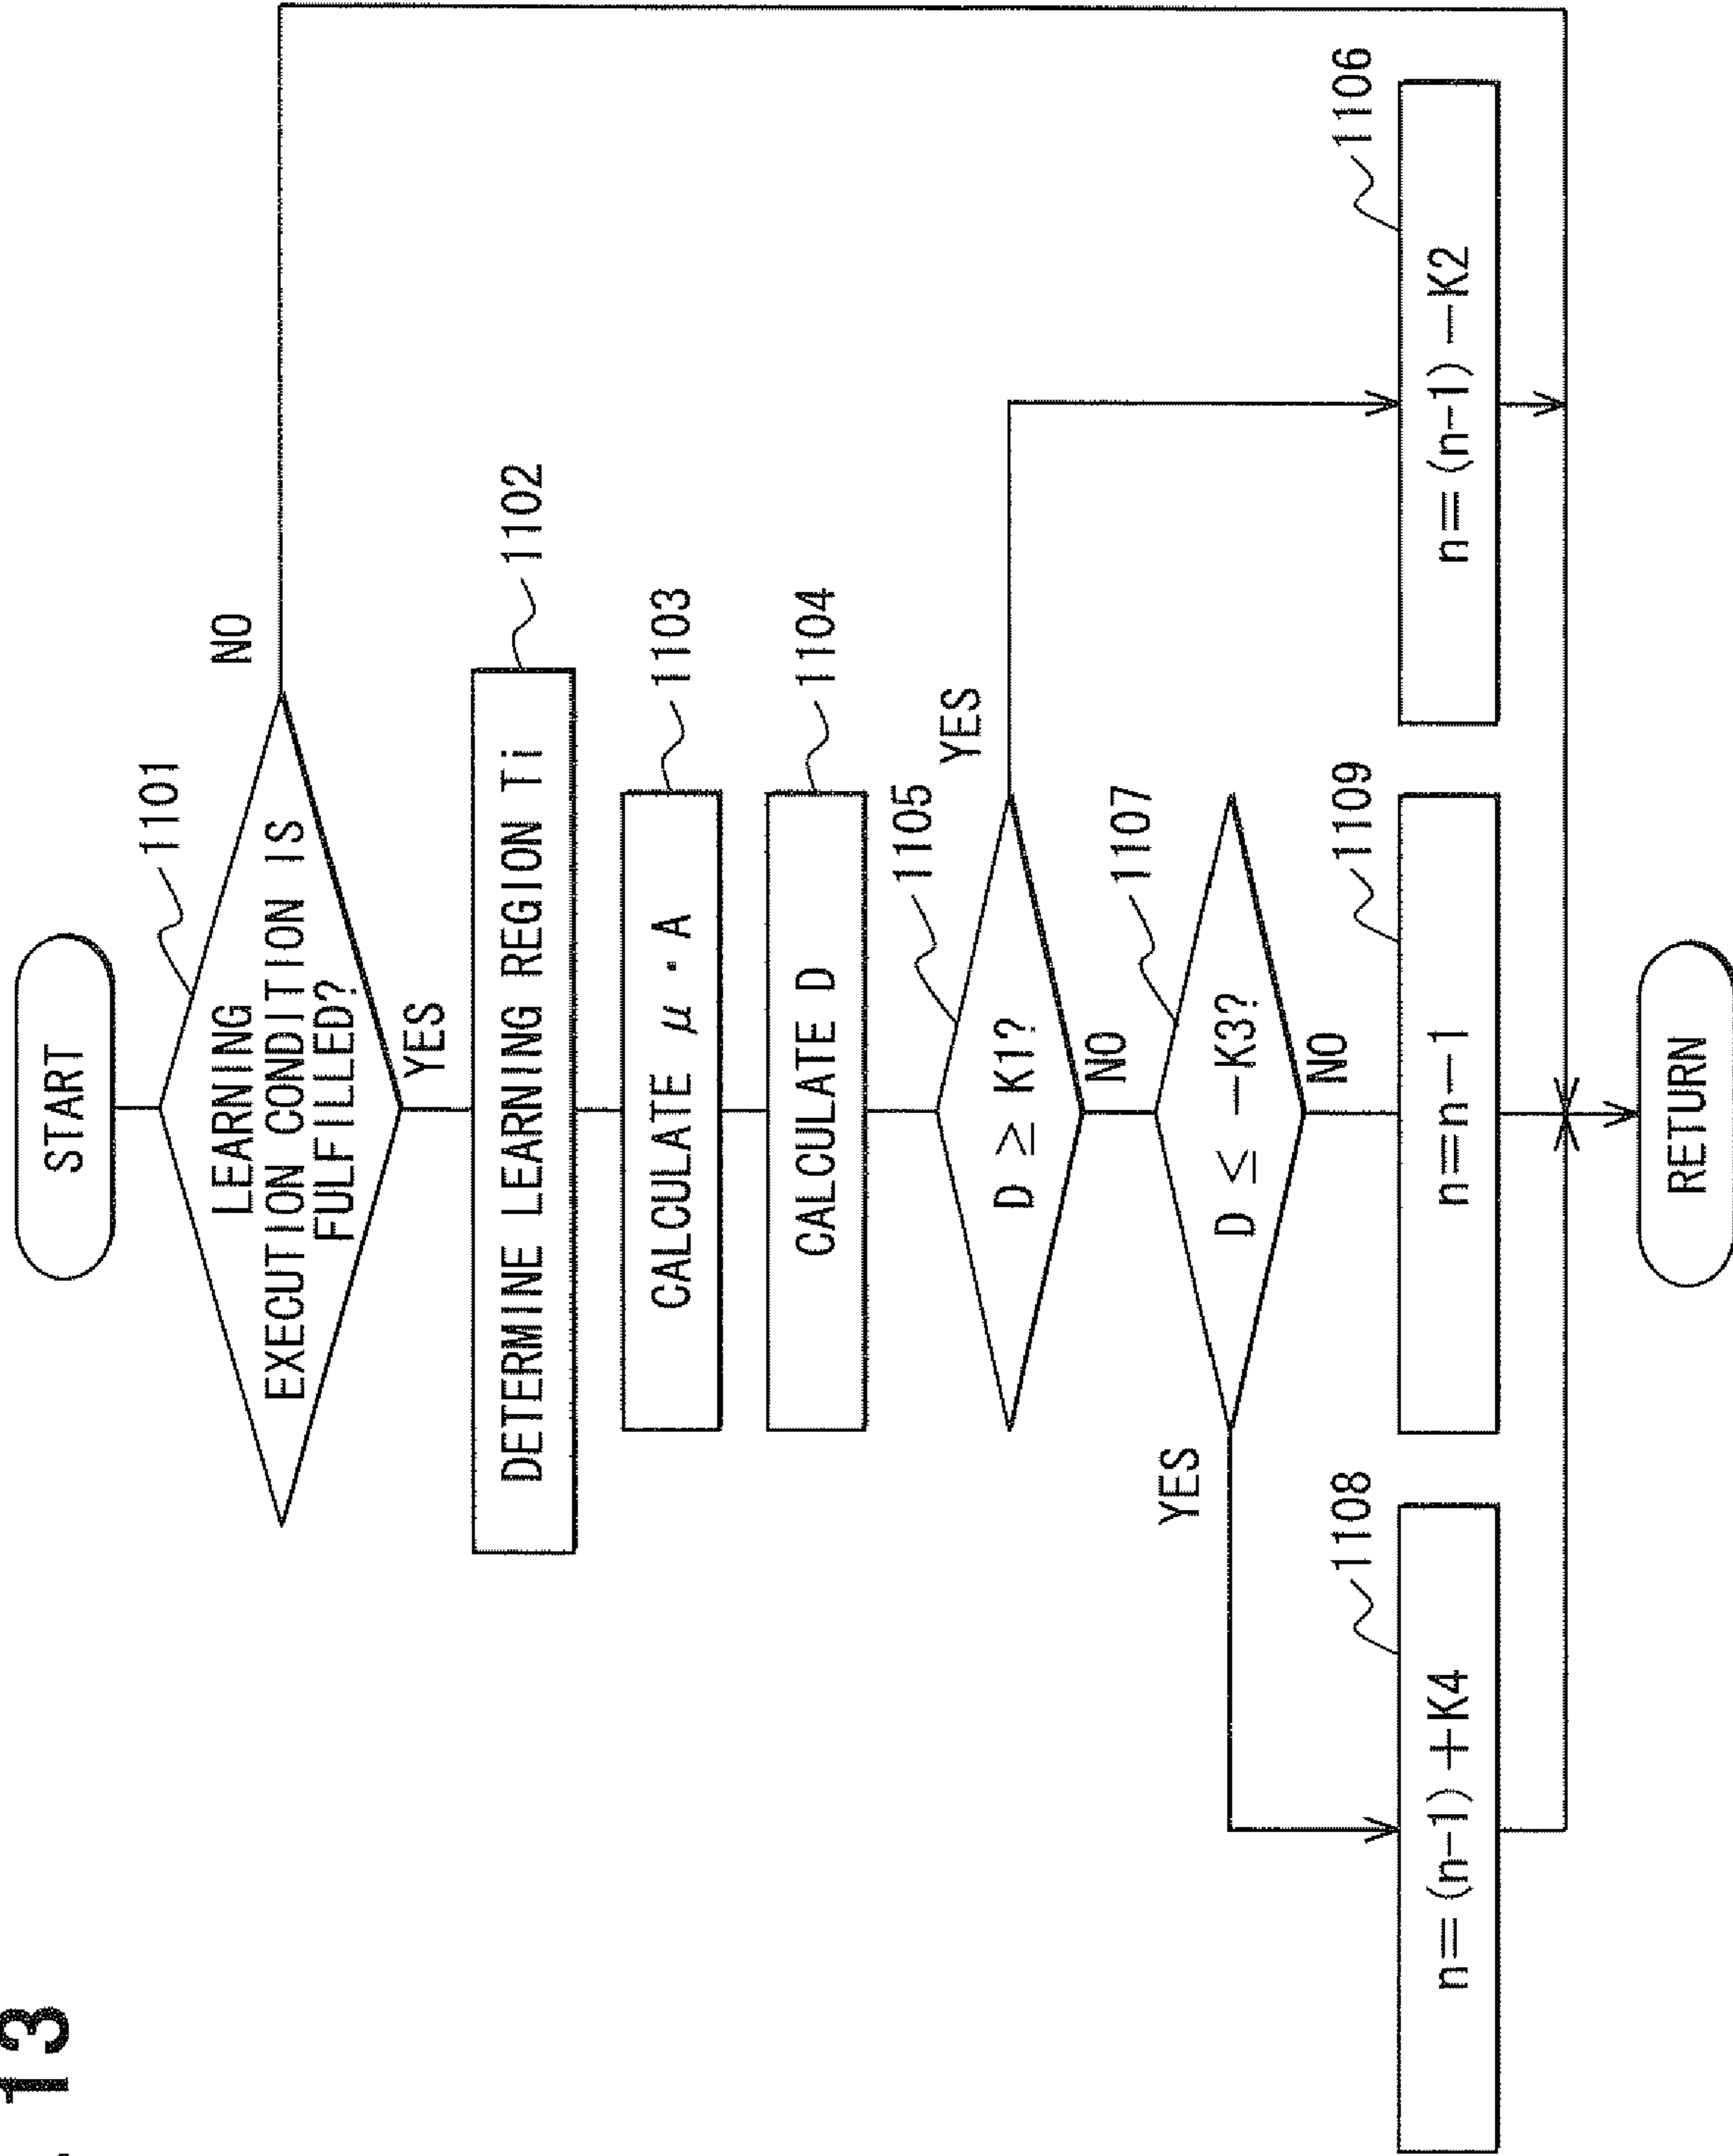 . 13
START
1101
LEARNING
EXECUTION CONDITION IS
FULFILLED?
NO
YES
DETERMINE LEARNING REGION Ti
1102
CALCULATE μ・A
1103
CALCULATE D
1104
D ≥ K1?
1105
YES
NO
D ≤ −K3?
1107
YES
NO
n=(n-1)+K4
1108
n=n−1
1109
n=(n-1)−K2
1106
RETURN